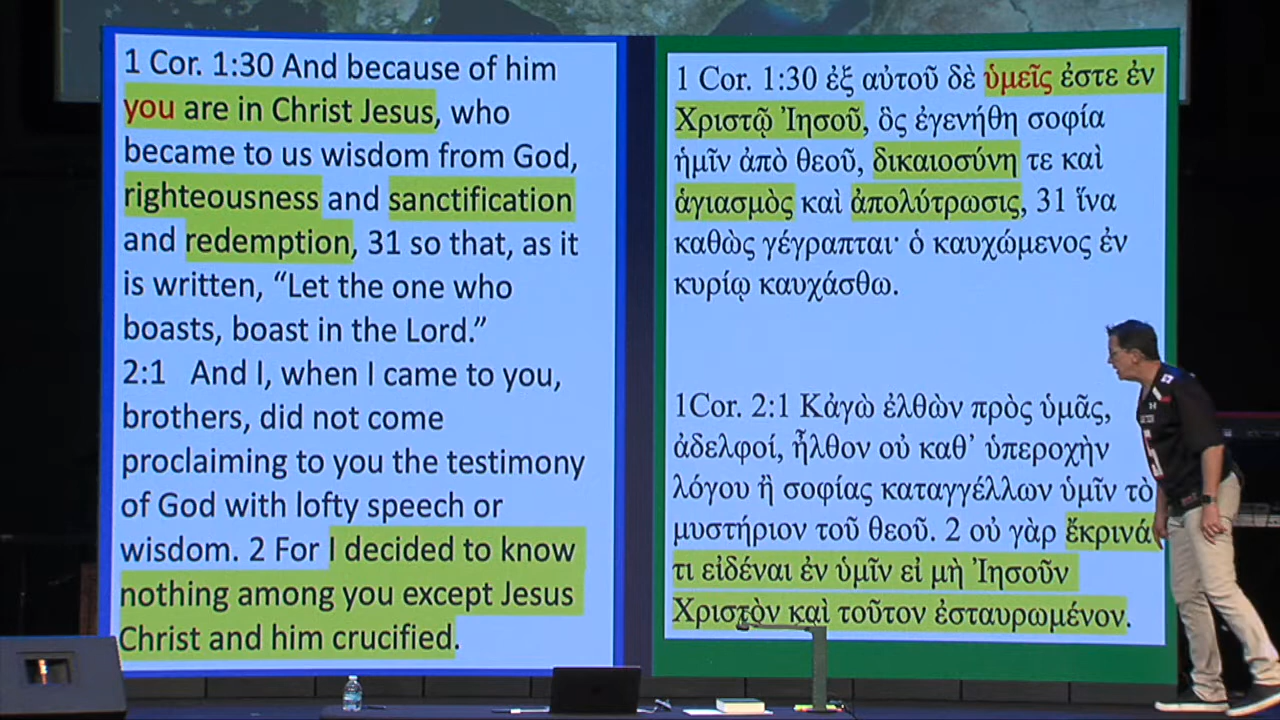 1 Cor. 1:30 And because of him
you are in Christ Jesus, who
became to us wisdom from God,
righteousness and sanctification
and redemption, 31 so that, as it
is written, “Let the one who
boasts, boast in the Lord.”
2:1 And I, when I came to you,
brothers, did not come
proclaiming to you the testimony
of God with lofty speech or
wisdom. 2 For I decided to know
nothing among you except Jesus
Christ and him crucified.
1 Cor. 1:30 ἐξ αὐτοῦ δὲ ὑμεῖς ἐστε ἐν
Χριστῷ Ἰησοῦ, ὃς ἐγενήθη σοφία
ἡμῖν ἀπὸ θεοῦ, δικαιοσύνη τε καὶ
ἁγιασμὸς καὶ ἀπολύτρωσις, 31 ἵνα
καθὼς γέγραπται· ὁ καυχώμενος ἐν
κυρίῳ καυχάσθω.
1Cor. 2:1 Κἀγὼ ἐλθὼν πρὸς ὑμᾶς,
ἀδελφοί, ἦλθον οὐ καθ᾽ ὑπεροχὴν
λόγου ἢ σοφίας καταγγέλλων ὑμῖν τὸ
μυστήριον τοῦ θεοῦ. 2 οὐ γὰρ ἔκρινά
τι εἰδέναι ἐν ὑμῖν εἰ μὴ Ἰησοῦν
Χριστὸν καὶ τοῦτον ἐσταυρωμένον.
5